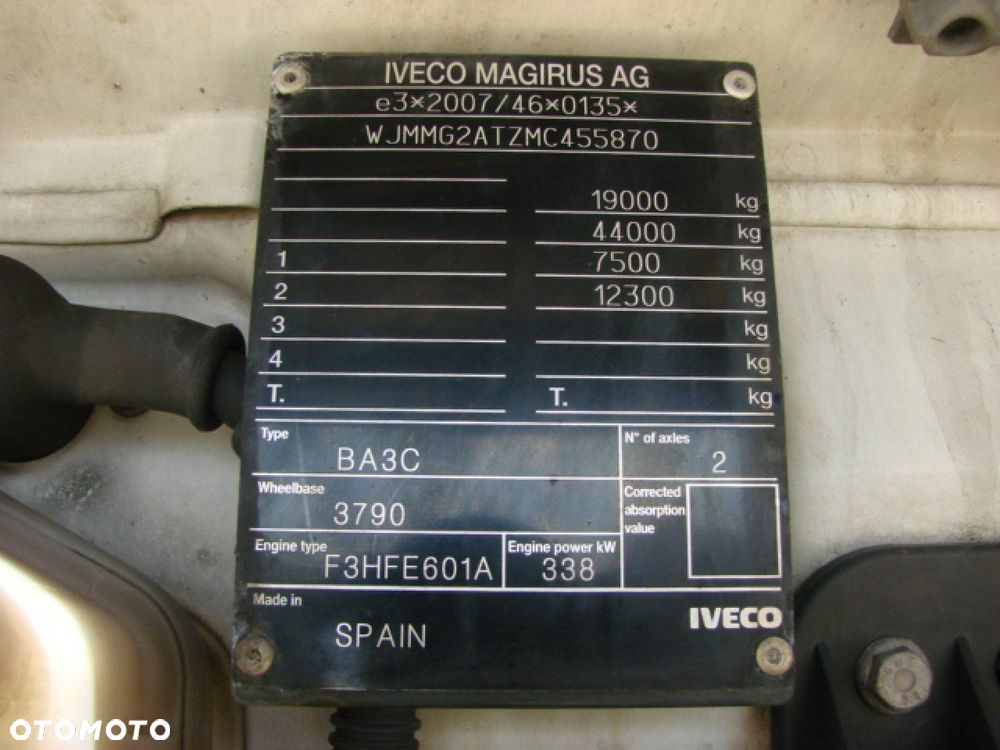 IVECO MAGIRUS AG
e3*2007/46*0135*
WJMMG2ATZMC455870
19000 kg
44000 kg
1 7500 kg
2 12300 kg
3 kg
4 kg
T. T. kg
Type BA3C
N° of axles 2
Wheelbase 3790
Corrected absorption value
Engine type F3HFE601A
Engine power kW 338
Made in SPAIN
IVECO
OTOMOTO